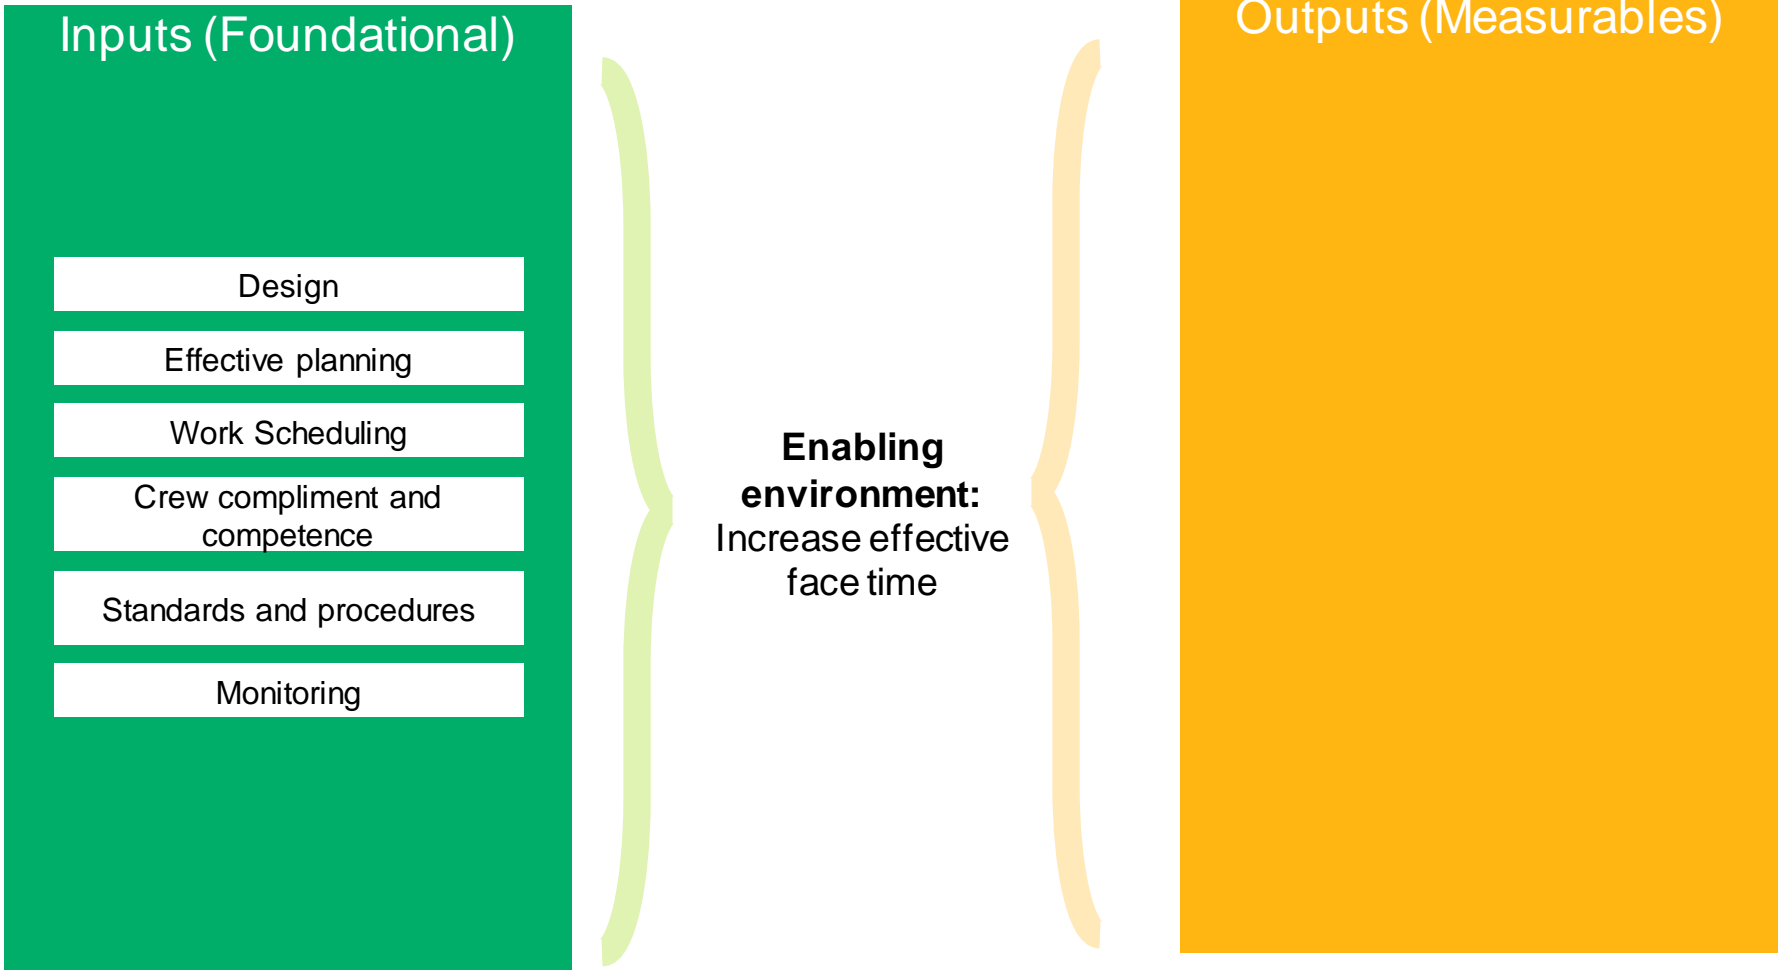 Inputs (Foundational)
Design
Effective planning
Work Scheduling
Crew compliment and
competence
Standards and procedures
Monitoring
Enabling
environment:
Increase effective
face time
Outputs (Measurables)